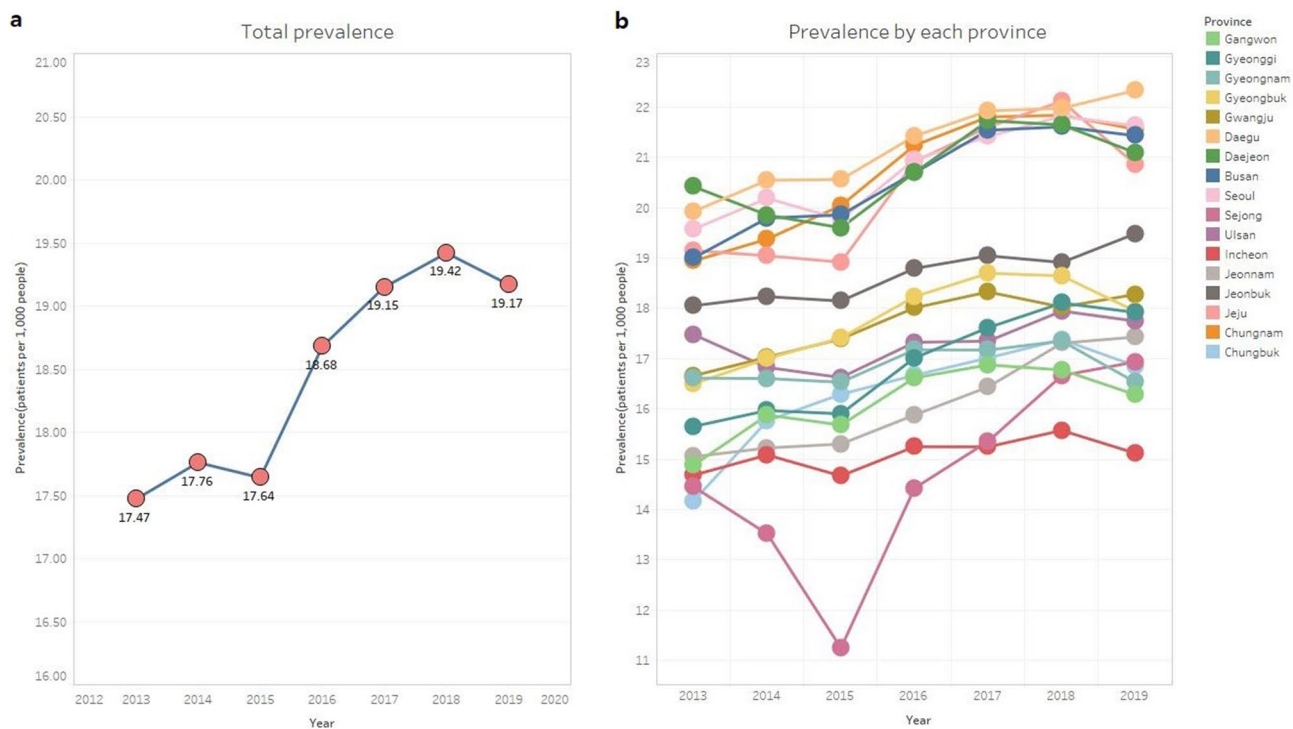 a
Total prevalence
21.00
20.50
20.00
19.50
19.00
18.50
18.00
17.50
17.00
16.50
16.00
Prevalence(patients per 1,000 people)
17.47
17.76
17.64
18.68
19.15
19.42
19.17
2012 2013 2014 2015 2016 2017 2018 2019 2020
Year
b
Prevalence by each province
23
22
21
20
19
18
17
16
15
14
13
12
11
Prevalence(patients per 1,000 people)
2013 2014 2015 2016 2017 2018 2019
Year
Province
Gangwon
Gyeonggi
Gyeongnam
Gyeongbuk
Gwangju
Daegu
Daejeon
Busan
Seoul
Sejong
Ulsan
Incheon
Jeonnam
Jeonbuk
Jeju
Chungnam
Chungbuk